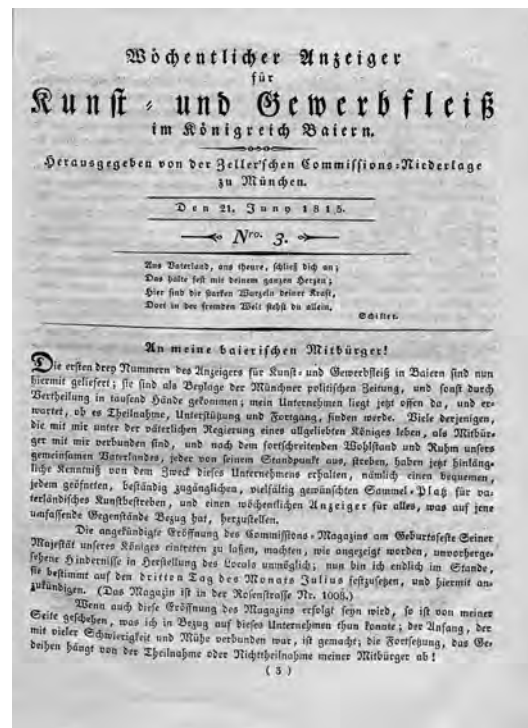 Wöchentlicher Anzeiger
für
Kunst- und Gewerbfleiß
im Königreich Baiern.
Herausgegeben von der Zeller'schen Commissions-Niederlage
zu München.
Den 21. Juny 1815.
Nro. 3.
Ans Vaterland, ans theure, schließ dich an;
Das halte fest mit deinem ganzen Herzen;
Hier sind die starken Wurzeln deiner Kraft,
Dort in der fremden Welt stehst du allein.
Schiller.
An meine baierischen Mitbürger!
Die ersten drey Nummern des Anzeigers für Kunst- und Gewerbfleiß in Baiern sind nun
hiermit geliefert; sie sind als Beylage der Münchner politischen Zeitung, und sonst durch
Vertheilung in tausend Hände gekommen; mein Unternehmen liegt jetzt offen da, und er-
wartet, ob es Theilnahme, Unterstützung und Fortgang, finden werde. Viele derjenigen,
die mit mir unter der väterlichen Regierung eines allgeliebten Königes leben, als Mitbür-
ger mit mir verbunden sind, und nach dem fortschreitenden Wohlstand und Ruhm unsers
gemeinsamen Vaterlandes, jeder von seinem Standpunkt aus, streben, haben jetzt hinläng-
liche Kenntniß von dem Zweck dieses Unternehmens erhalten, nämlich einen bequemen,
jedem geöfneten, beständig zugänglichen, vielfältig gewünschten Sammel-Platz für va-
terländisches Kunstbestreben, und einen wöchentlichen Anzeiger für alles, was auf jene
umfassende Gegenstände Bezug hat, herzustellen.
Die angekündigte Eröffnung des Commissions-Magazins am Geburtsfeste Seiner
Majestät unseres Königes eintreten zu laßen, machten, wie angezeigt worden, unvorherge-
sehene Hindernisse in Herstellung des Locals unmöglich; nun bin ich endlich im Stande,
sie bestimmt auf den dritten Tag des Monats Julius festzusetzen, und hiermit an-
zukündigen. (Das Magazin ist in der Rosenstrasse Nr. 1008.)
Wenn auch diese Eröffnung des Magazins erfolgt seyn wird, so ist von meiner
Seite geschehen, was ich in Bezug auf dieses Unternehmen thun konnte; der Anfang, der
mit vieler Schwierigkeit und Mühe verbunden war, ist gemacht; die Fortsetzung, das Ge-
deihen hängt von der Theilnahme oder Nichttheilnahme meiner Mitbürger ab!
( 5 )